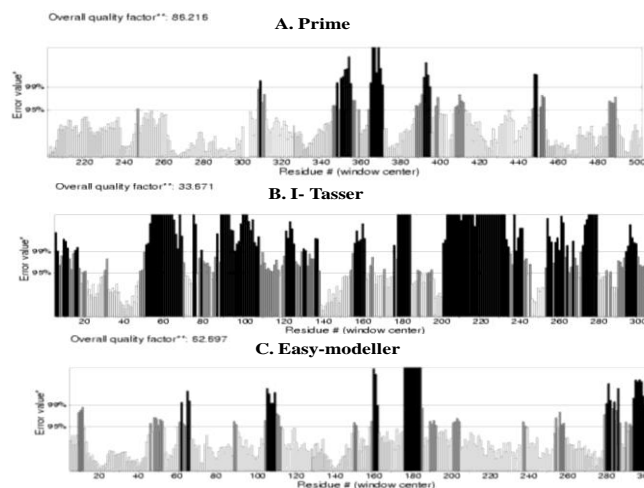 Overall quality factor**: 86.216
A. Prime
Error value*
99%
95%
220 240 260 280 300 320 340 360 380 400 420 440 460 480 500
Residue # (window center)
B. I- Tasser
Overall quality factor**: 33.671
Error value*
99%
95%
20 40 60 80 100 120 140 160 180 200 220 240 260 280 300
Residue # (window center)
C. Easy-modeller
Overall quality factor**: 82.697
Error value*
99%
95%
20 40 60 80 100 120 140 160 180 200 220 240 260 280 300
Residue # (window center)